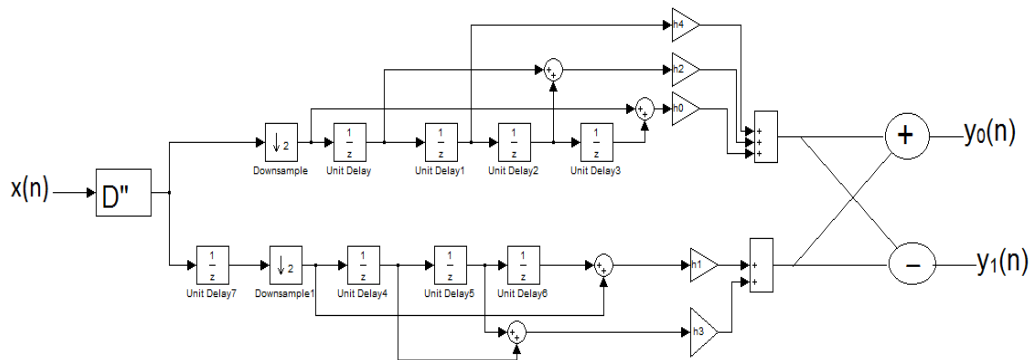 h4
h2
h0
+
+
+
+
+
+
+
+
y₀(n)
↓ 2
1
z
1
z
1
z
1
z
Downsample
Unit Delay
Unit Delay1
Unit Delay2
Unit Delay3
x(n)
D"
1
z
↓ 2
1
z
1
z
1
z
+
+
h1
+
+
−
y₁(n)
Unit Delay7
Downsample1
Unit Delay4
Unit Delay5
Unit Delay6
+
+
h3